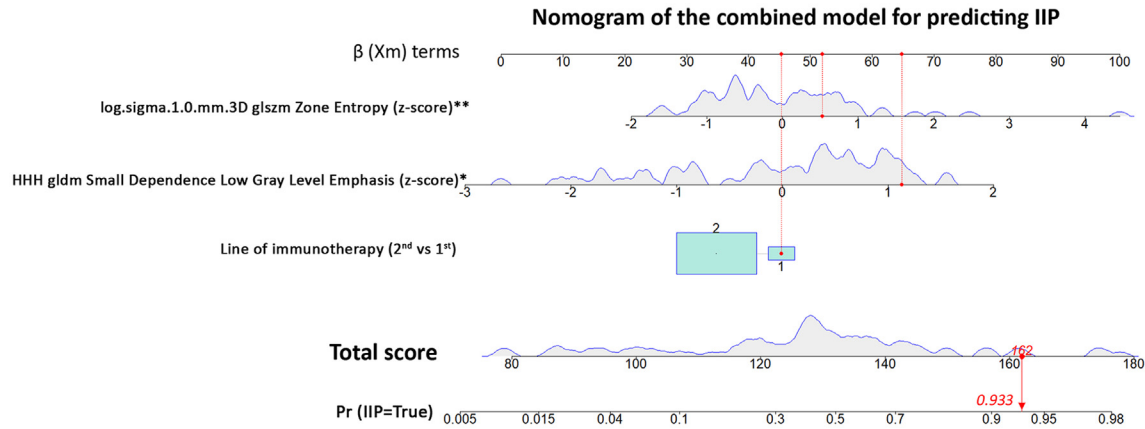 Nomogram of the combined model for predicting IIP
β (Xm) terms
0 10 20 30 40 50 60 70 80 90 100
log.sigma.1.0.mm.3D glszm Zone Entropy (z-score)**
-2 -1 0 1 2 3 4
HHH gldm Small Dependence Low Gray Level Emphasis (z-score)*
-3 -2 -1 0 1 2
Line of immunotherapy (2nd vs 1st)
2
1
Total score
162
80 100 120 140 160 180
0.933
Pr (IIP=True)
0.005 0.015 0.04 0.1 0.3 0.5 0.7 0.9 0.95 0.98